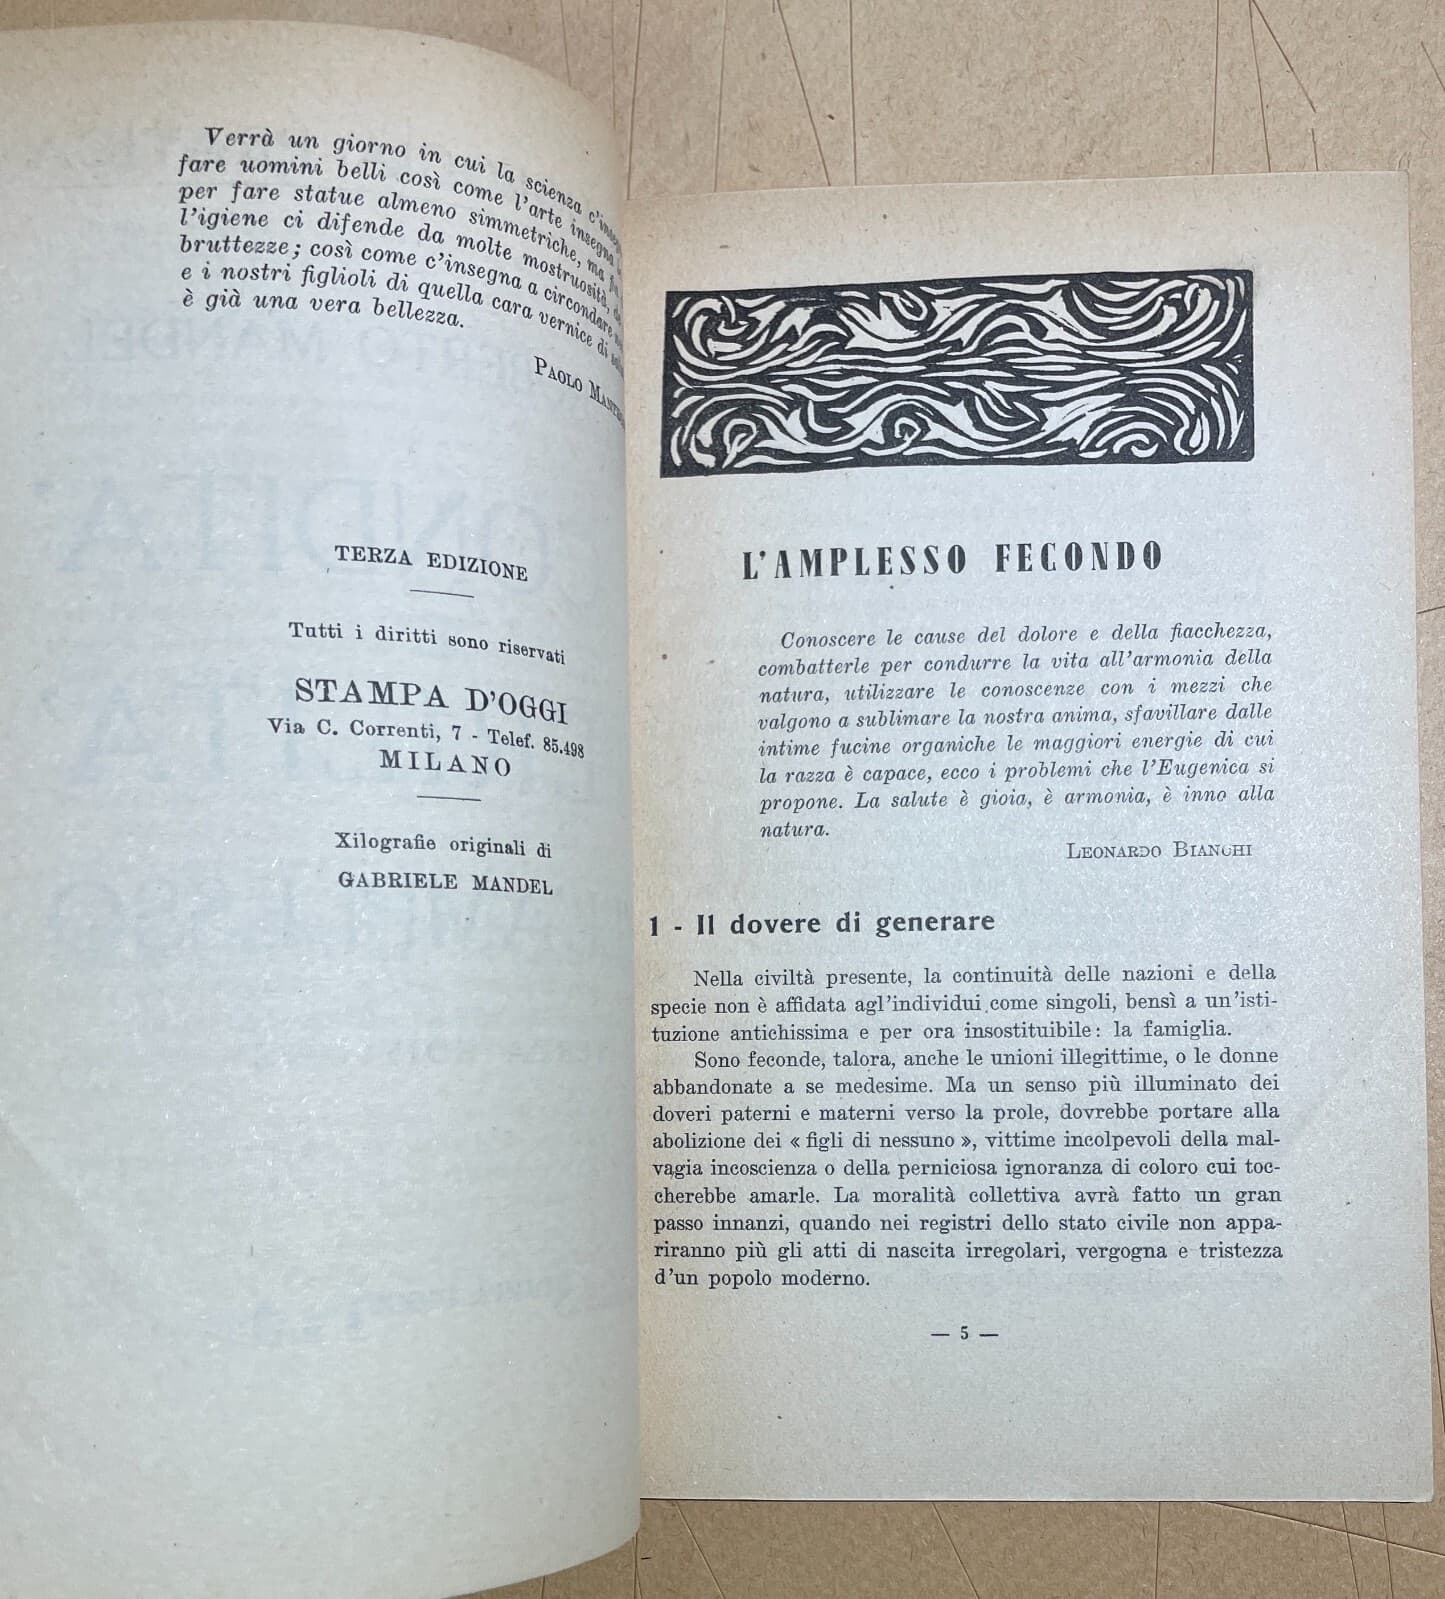 Verrà un giorno in cui la scienza
fare uomini belli così come l'arte insegna
per fare statue almeno simmetriche, ma
l'igiene ci difende da molte mostruosità,
bruttezze; così come c'insegna a circondare
e i nostri figlioli di quella cara vernice di
è già una vera bellezza.
PAOLO
TERZA EDIZIONE
Tutti i diritti sono riservati
STAMPA D'OGGI
Via C. Correnti, 7 - Telef. 85.498
MILANO
Xilografie originali di
GABRIELE MANDEL
L'AMPLESSO FECONDO
Conoscere le cause del dolore e della fiacchezza,
combatterle per condurre la vita all'armonia della
natura, utilizzare le conoscenze con i mezzi che
valgono a sublimare la nostra anima, sfavillare dalle
intime fucine organiche le maggiori energie di cui
la razza è capace, ecco i problemi che l'Eugenica si
propone. La salute è gioia, è armonia, è inno alla
natura.
LEONARDO BIANCHI
1 - Il dovere di generare
Nella civiltà presente, la continuità delle nazioni e della
specie non è affidata agl'individui come singoli, bensì a un'isti-
tuzione antichissima e per ora insostituibile: la famiglia.
Sono feconde, talora, anche le unioni illegittime, o le donne
abbandonate a se medesime. Ma un senso più illuminato dei
doveri paterni e materni verso la prole, dovrebbe portare alla
abolizione dei « figli di nessuno », vittime incolpevoli della mal-
vagia incoscienza o della perniciosa ignoranza di coloro cui toc-
cherebbe amarle. La moralità collettiva avrà fatto un gran
passo innanzi, quando nei registri dello stato civile non appa-
riranno più gli atti di nascita irregolari, vergogna e tristezza
d'un popolo moderno.
— 5 —